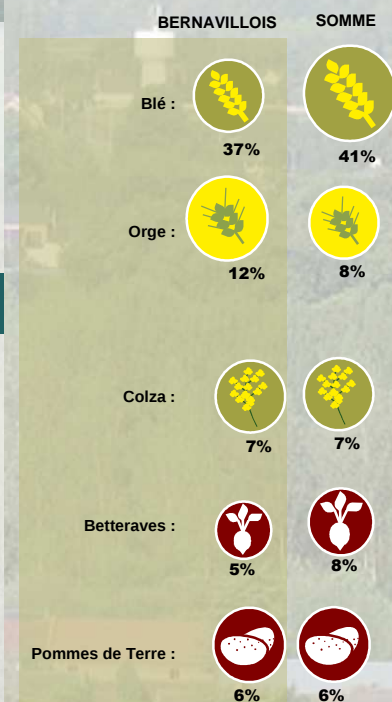 BERNAVILLOIS SOMME
Blé :
37% 41%
Orge :
12% 8%
Colza :
7% 7%
Betteraves :
5% 8%
Pommes de Terre :
6% 6%